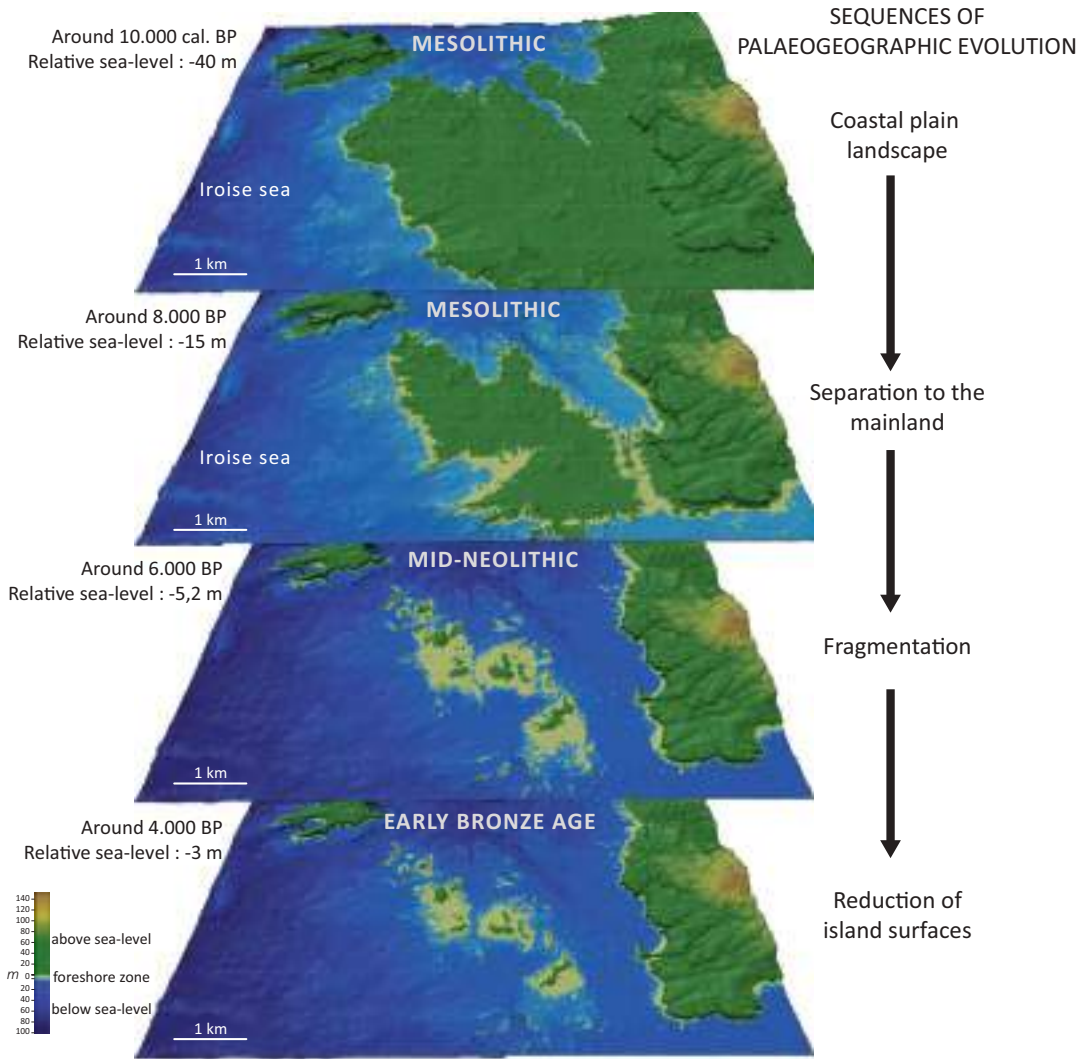 SEQUENCES OF
PALAEOGEOGRAPHIC EVOLUTION
Around 10.000 cal. BP
Relative sea-level : -40 m
MESOLITHIC
Iroise sea
1 km
Coastal plain
landscape
Around 8.000 BP
Relative sea-level : -15 m
MESOLITHIC
Iroise sea
1 km
Separation to the
mainland
Around 6.000 BP
Relative sea-level : -5,2 m
MID-NEOLITHIC
1 km
Fragmentation
Around 4.000 BP
Relative sea-level : -3 m
EARLY BRONZE AGE
1 km
Reduction of
island surfaces
140
120
100
80
60
40
20
m 0
20
40
60
80
100
above sea-level
foreshore zone
below sea-level